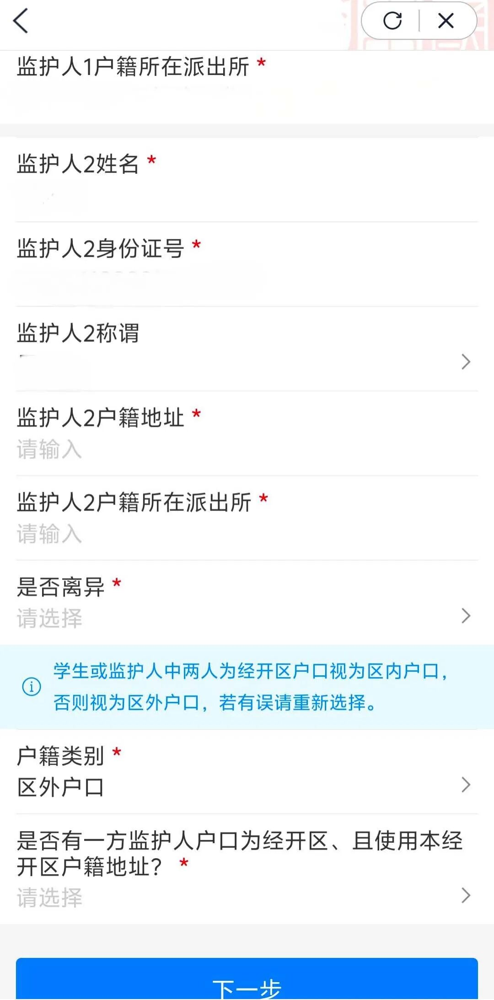 监护人1户籍所在派出所 *
监护人2姓名 *
监护人2身份证号 *
监护人2称谓
监护人2户籍地址 *
请输入
监护人2户籍所在派出所 *
请输入
是否离异 *
请选择
学生或监护人中两人为经开区户口视为区内户口，
否则视为区外户口，若有误请重新选择。
户籍类别 *
区外户口
是否有一方监护人户口为经开区、且使用本经
开区户籍地址？ *
请选择
下一步